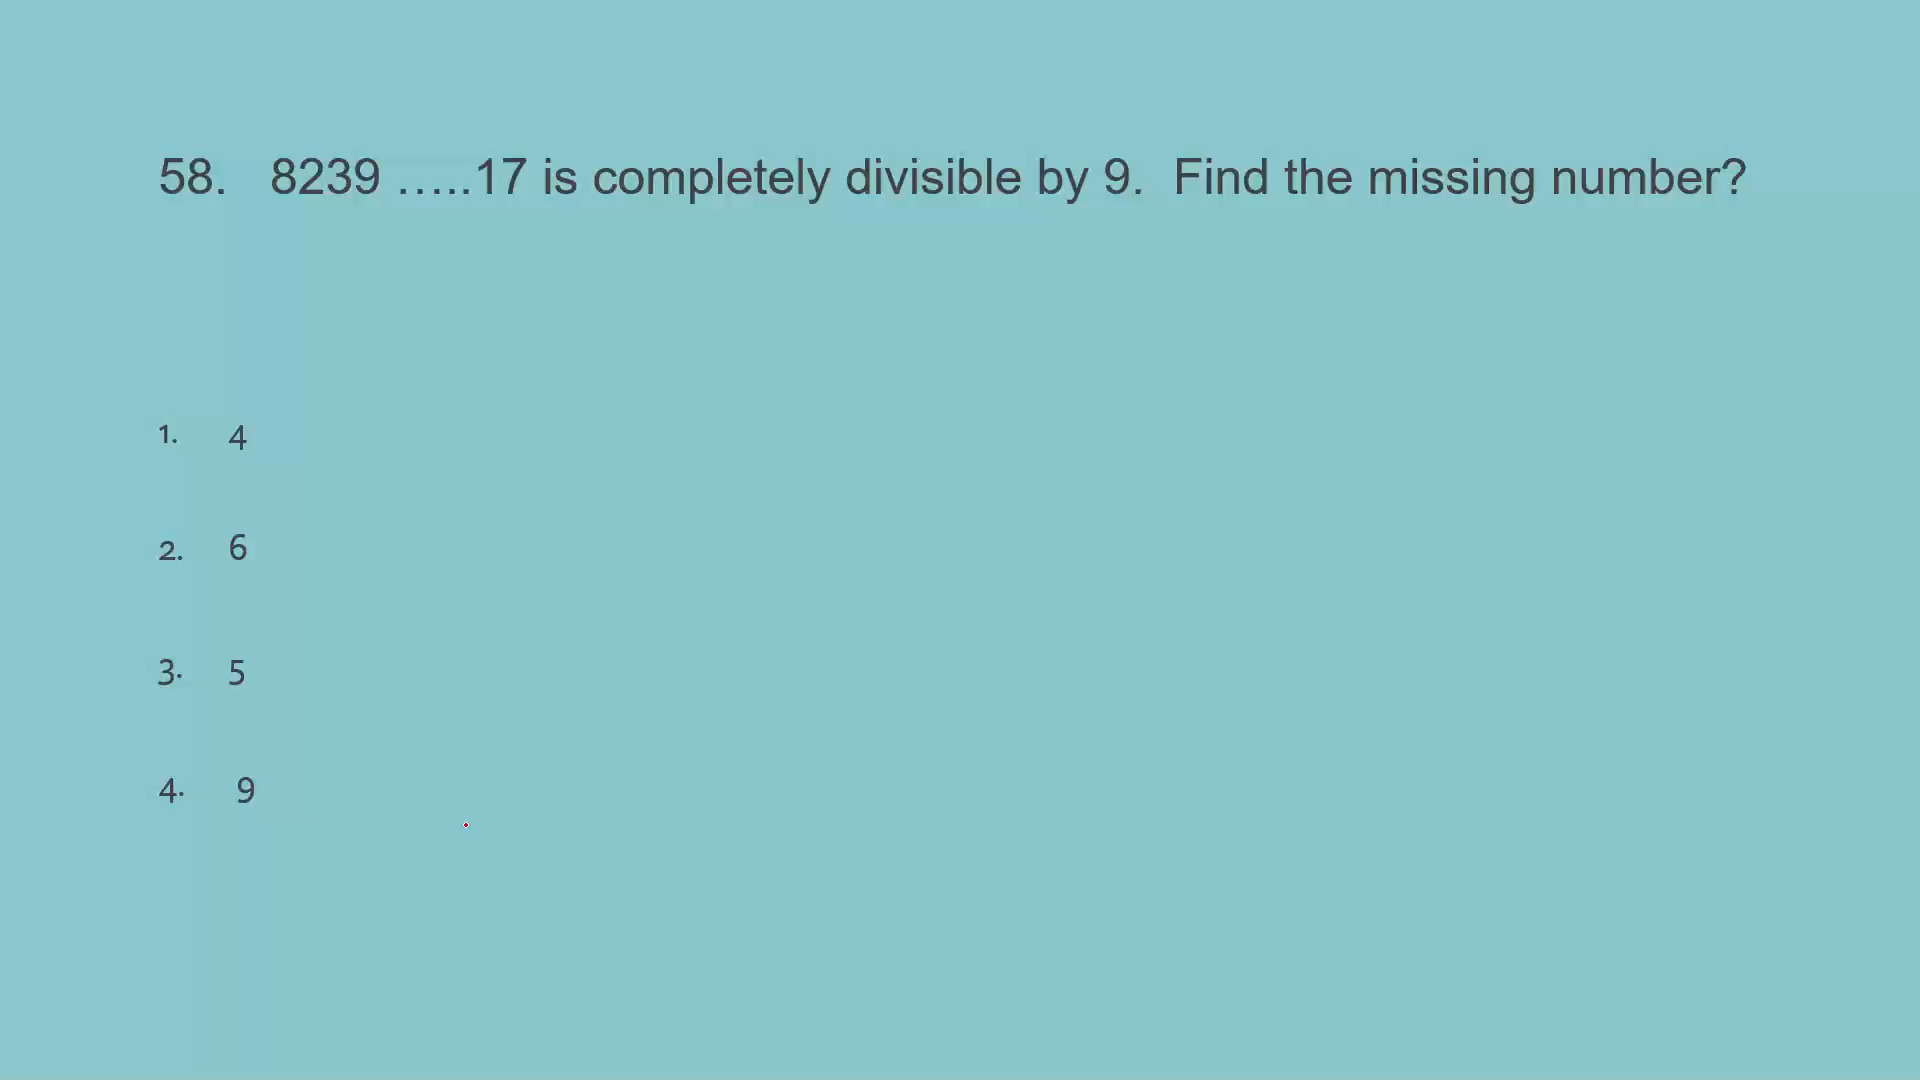 58. 8239 …..17 is completely divisible by 9. Find the missing number?
1. 4
2. 6
3. 5
4. 9